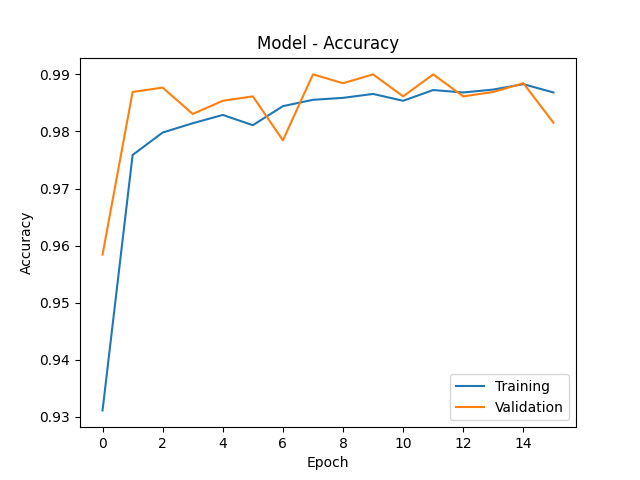 Model - Accuracy
0.99
0.98
0.97
0.96
0.95
0.94
0.93
Accuracy
0 2 4 6 8 10 12 14
Epoch
Training
Validation